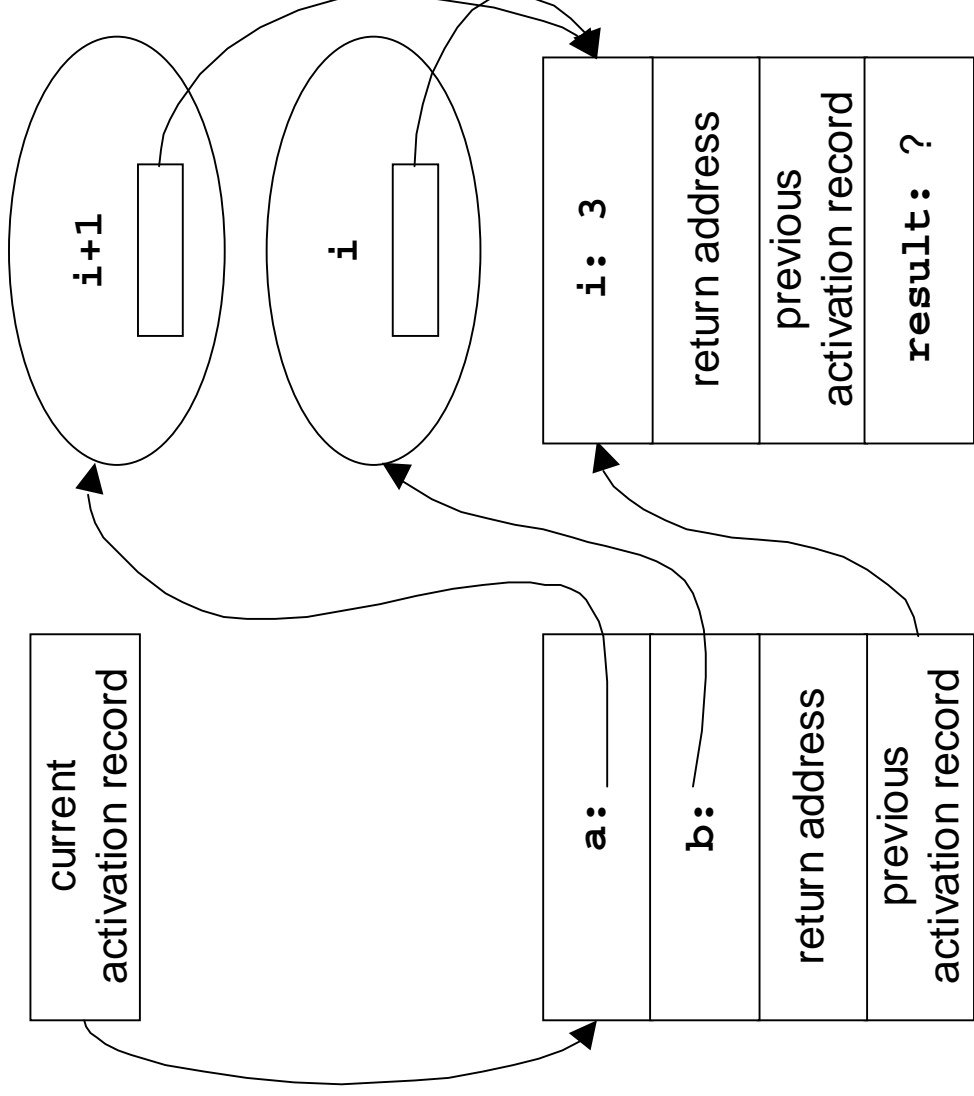 current
activation record
a:
b:
return address
previous
activation record
i+1
i
i: 3
return address
previous
activation record
result: ?